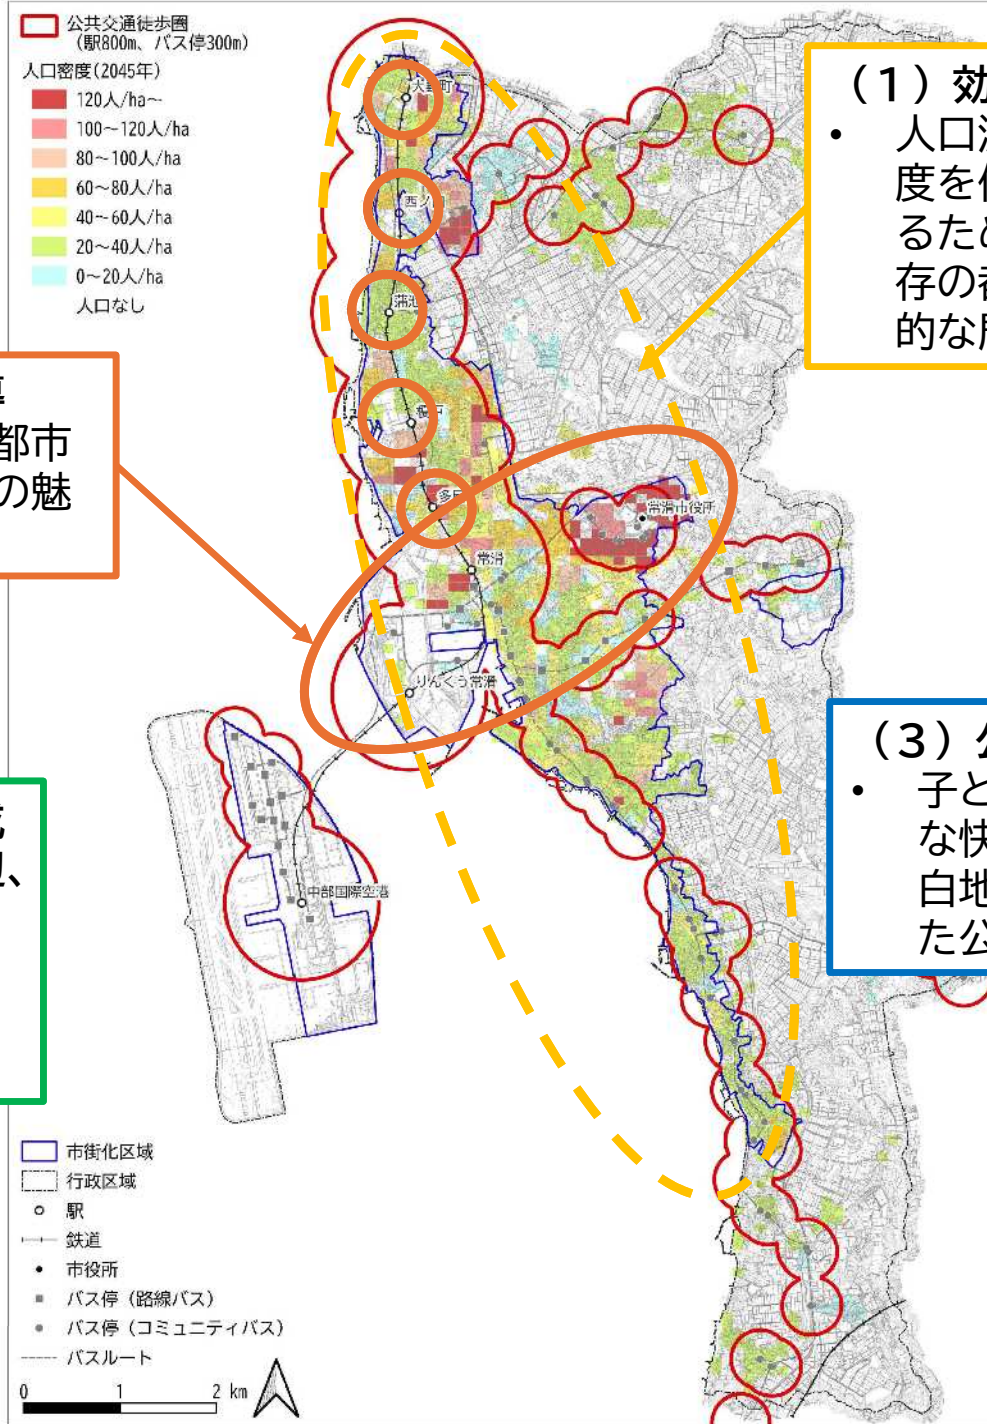 公共交通徒歩圏
（駅800m、バス停300m）
人口密度(2045年)
120人/ha～
100～120人/ha
80～100人/ha
60～80人/ha
40～60人/ha
20～40人/ha
0～20人/ha
人口なし
（1）効
• 人口
度を
るため
存の
的な
都市
の魅
大野町
西ノ口
蒲池
榎戸
多屋
常滑
常滑市役所
りんくう常滑
中部国際空港
（3）公
• 子と
な快
白地
た公
市街化区域
行政区域
駅
鉄道
市役所
バス停（路線バス）
バス停（コミュニティバス）
バスルート
0 1 2 km